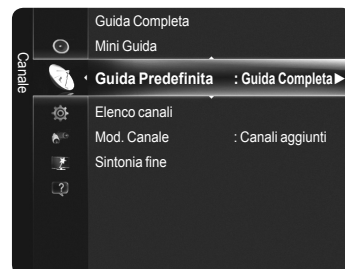 Canale
Guida Completa
Mini Guida
Guida Predefinita : Guida Completa►
Elenco canali
Mod. Canale : Canali aggiunti
Sintonia fine